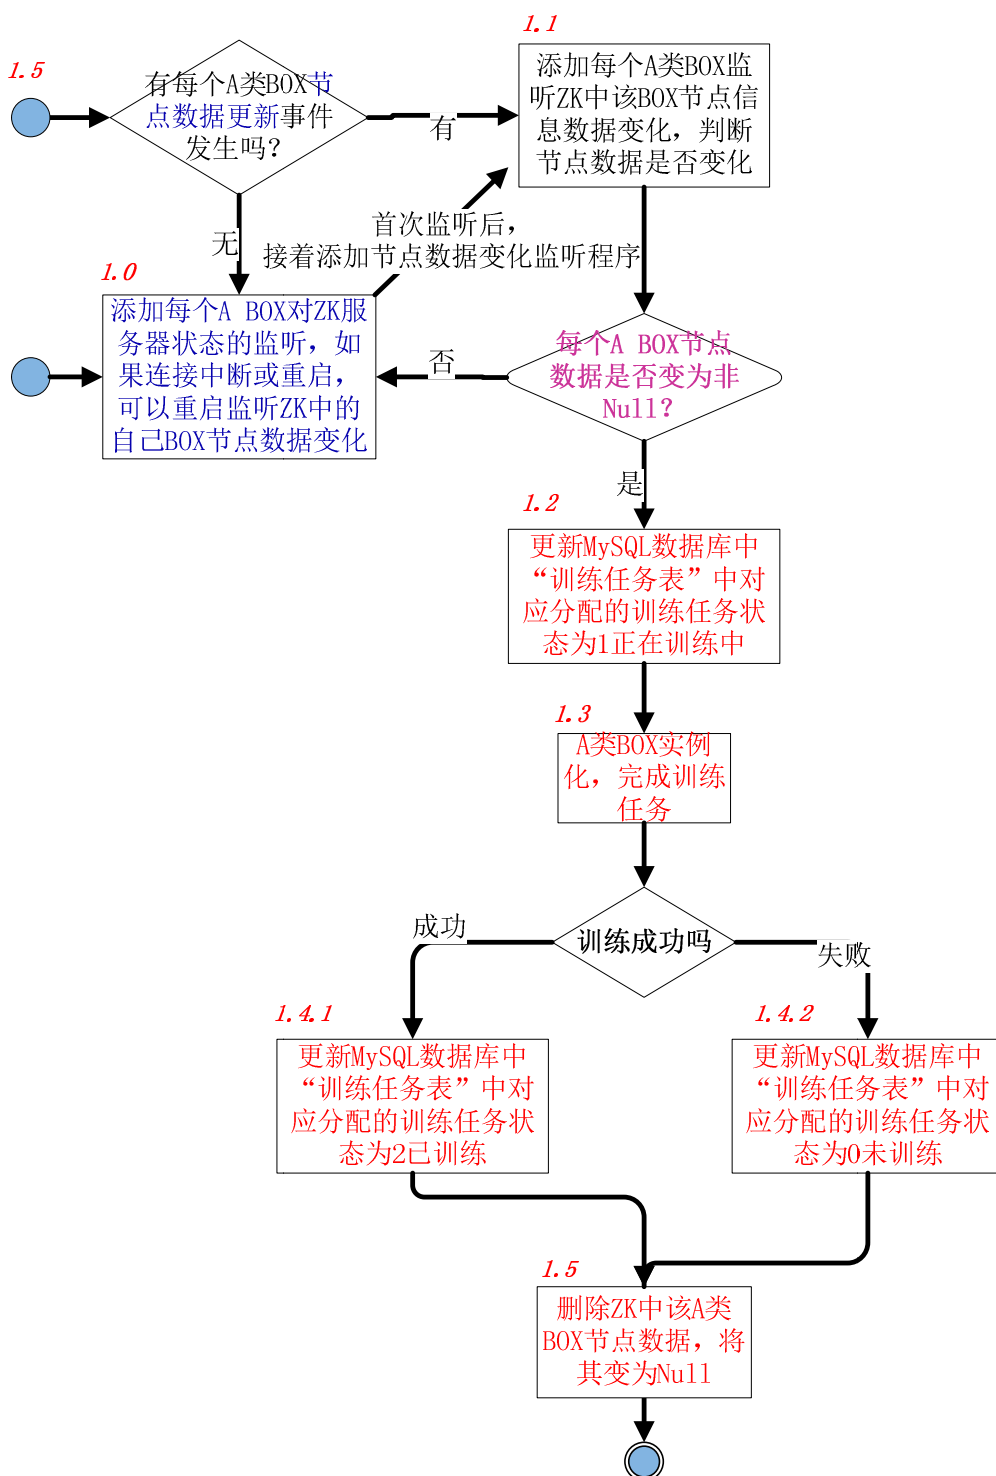 1.1
1.5
有每个A类BOX节
点数据更新事件
发生吗？
有
添加每个A类BOX监
听ZK中该BOX节点信
息数据变化，判断
节点数据是否变化
无
首次监听后，
接着添加节点数据变化监听程序
1.0
添加每个A BOX对ZK服
务器状态的监听，如
果连接中断或重启，
可以重启监听ZK中的
自己BOX节点数据变化
否
每个A BOX节点
数据是否变为非
Null？
是
1.2
更新MySQL数据库中
“训练任务表”中对
应分配的训练任务状
态为1正在训练中
1.3
A类BOX实例
化，完成训练
任务
训练成功吗
成功
失败
1.4.1
更新MySQL数据库中
“训练任务表”中对
应分配的训练任务状
态为2已训练
1.4.2
更新MySQL数据库中
“训练任务表”中对
应分配的训练任务状
态为0未训练
1.5
删除ZK中该A类
BOX节点数据，将
其变为Null